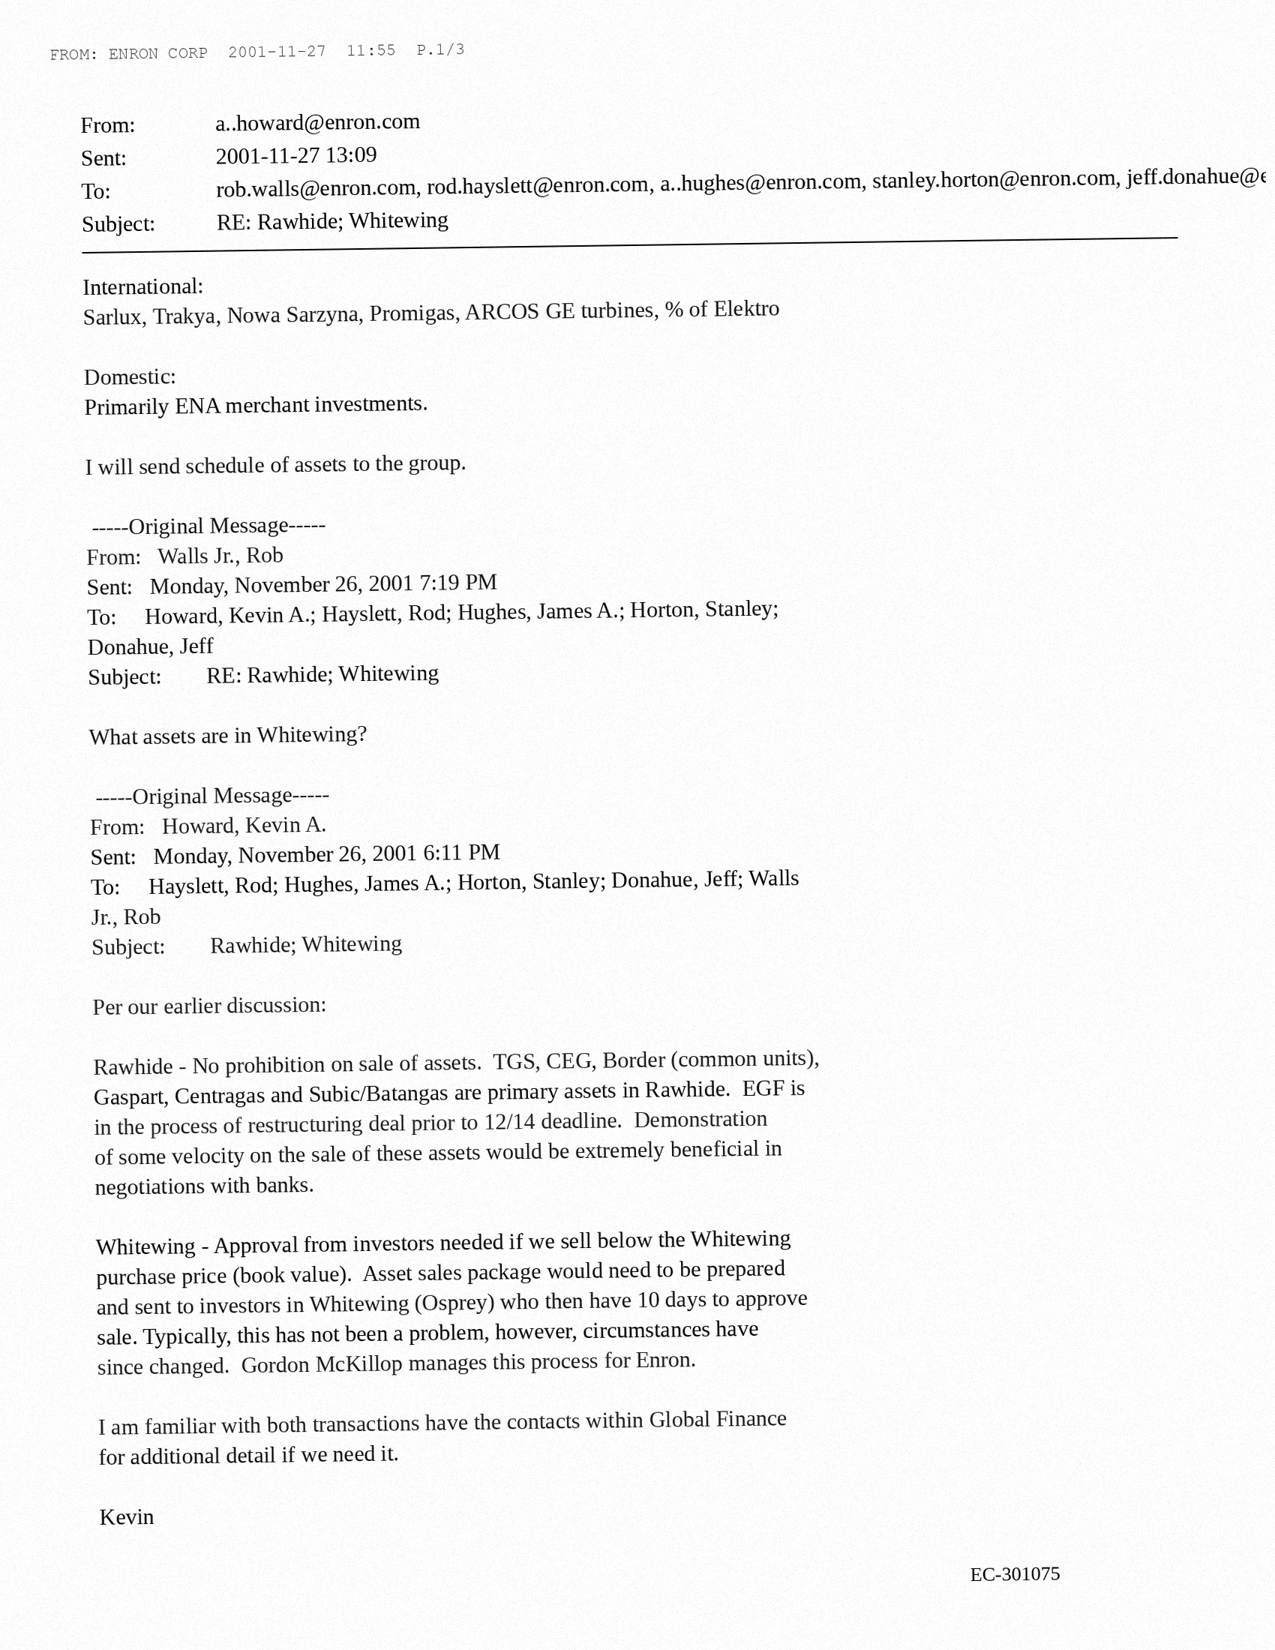 FROM: ENRON CORP 2001-11-27 11:55 P.1/3
From: a..howard@enron.com
Sent: 2001-11-27 13:09
To: rob.walls@enron.com, rod.hayslett@enron.com, a..hughes@enron.com, stanley.horton@enron.com, jeff.donahue@e
Subject: RE: Rawhide; Whitewing
International:
Sarlux, Trakya, Nowa Sarzyna, Promigas, ARCOS GE turbines, % of Elektro
Domestic:
Primarily ENA merchant investments.
I will send schedule of assets to the group.
-----Original Message-----
From: Walls Jr., Rob
Sent: Monday, November 26, 2001 7:19 PM
To: Howard, Kevin A.; Hayslett, Rod; Hughes, James A.; Horton, Stanley;
Donahue, Jeff
Subject: RE: Rawhide; Whitewing
What assets are in Whitewing?
-----Original Message-----
From: Howard, Kevin A.
Sent: Monday, November 26, 2001 6:11 PM
To: Hayslett, Rod; Hughes, James A.; Horton, Stanley; Donahue, Jeff; Walls
Jr., Rob
Subject: Rawhide; Whitewing
Per our earlier discussion:
Rawhide - No prohibition on sale of assets. TGS, CEG, Border (common units),
Gaspart, Centragas and Subic/Batangas are primary assets in Rawhide. EGF is
in the process of restructuring deal prior to 12/14 deadline. Demonstration
of some velocity on the sale of these assets would be extremely beneficial in
negotiations with banks.
Whitewing - Approval from investors needed if we sell below the Whitewing
purchase price (book value). Asset sales package would need to be prepared
and sent to investors in Whitewing (Osprey) who then have 10 days to approve
sale. Typically, this has not been a problem, however, circumstances have
since changed. Gordon McKillop manages this process for Enron.
I am familiar with both transactions have the contacts within Global Finance
for additional detail if we need it.
Kevin
EC-301075